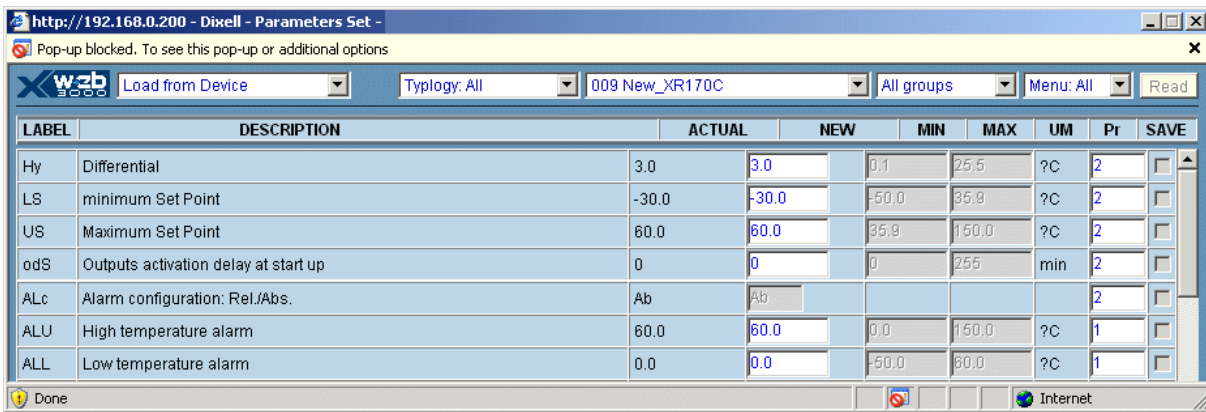 http://192.168.0.200 - Dixell - Parameters Set -
Pop-up blocked. To see this pop-up or additional options
Xweb 3000 Load from Device Typlogy: All 009 New_XR170C All groups Menu: All Read
LABEL DESCRIPTION ACTUAL NEW MIN MAX UM Pr SAVE
Hy Differential 3.0 3.0 0.1 25.5 ?C 2
LS minimum Set Point -30.0 -30.0 -50.0 35.9 ?C 2
US Maximum Set Point 60.0 60.0 35.9 150.0 ?C 2
odS Outputs activation delay at start up 0 0 0 255 min 2
ALc Alarm configuration: Rel./Abs. Ab Ab 2
ALU High temperature alarm 60.0 60.0 0.0 150.0 ?C 1
ALL Low temperature alarm 0.0 0.0 -50.0 60.0 ?C 1
Done Internet